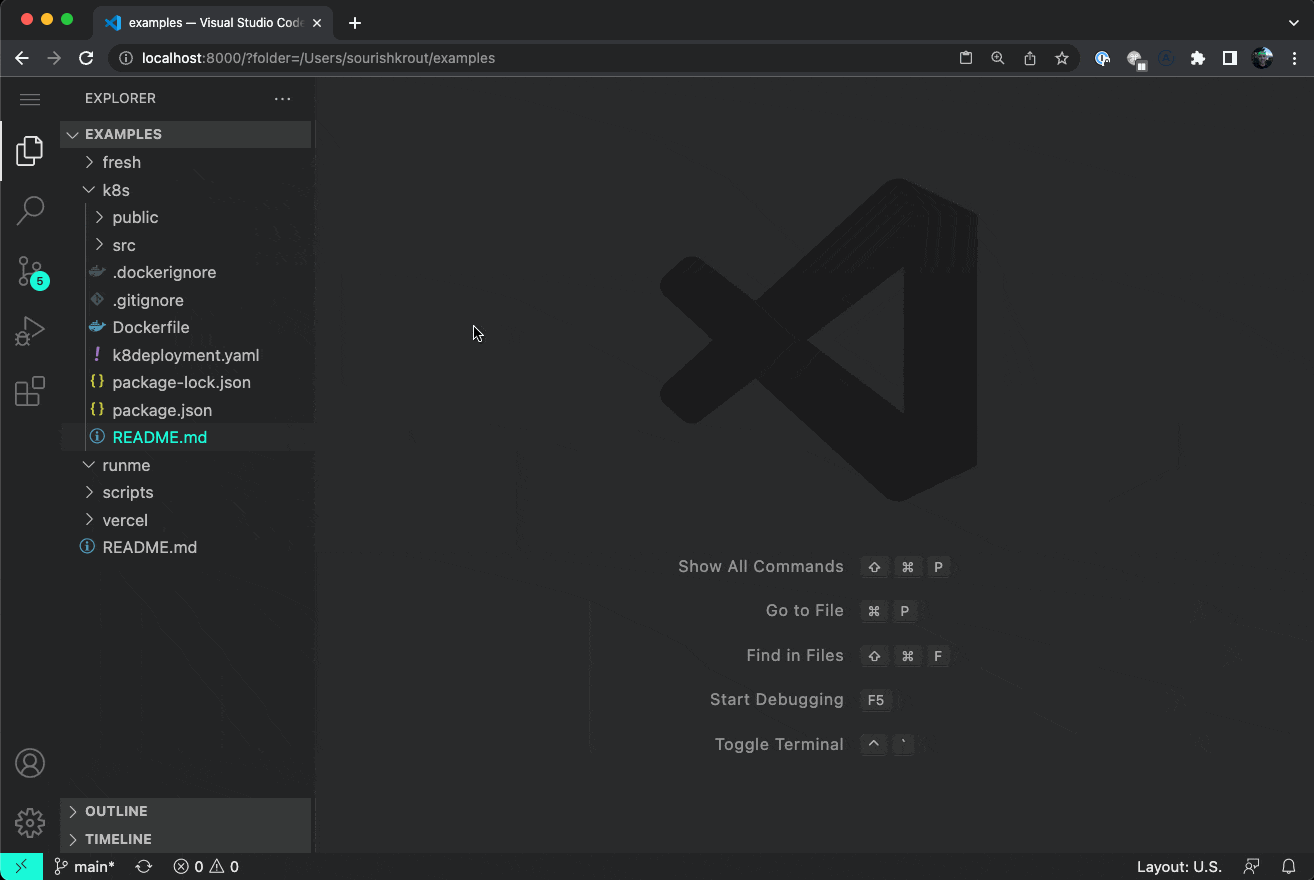 examples — Visual Studio Code
localhost:8000/?folder=/Users/sourishkrout/examples
EXPLORER
EXAMPLES
fresh
k8s
public
src
.dockerignore
5
.gitignore
Dockerfile
! k8deployment.yaml
{} package-lock.json
{} package.json
README.md
runme
scripts
vercel
README.md
Show All Commands ⇧ ⌘ P
Go to File ⌘ P
Find in Files ⇧ ⌘ F
Start Debugging F5
Toggle Terminal ^ `
OUTLINE
TIMELINE
main* 0 0 Layout: U.S.